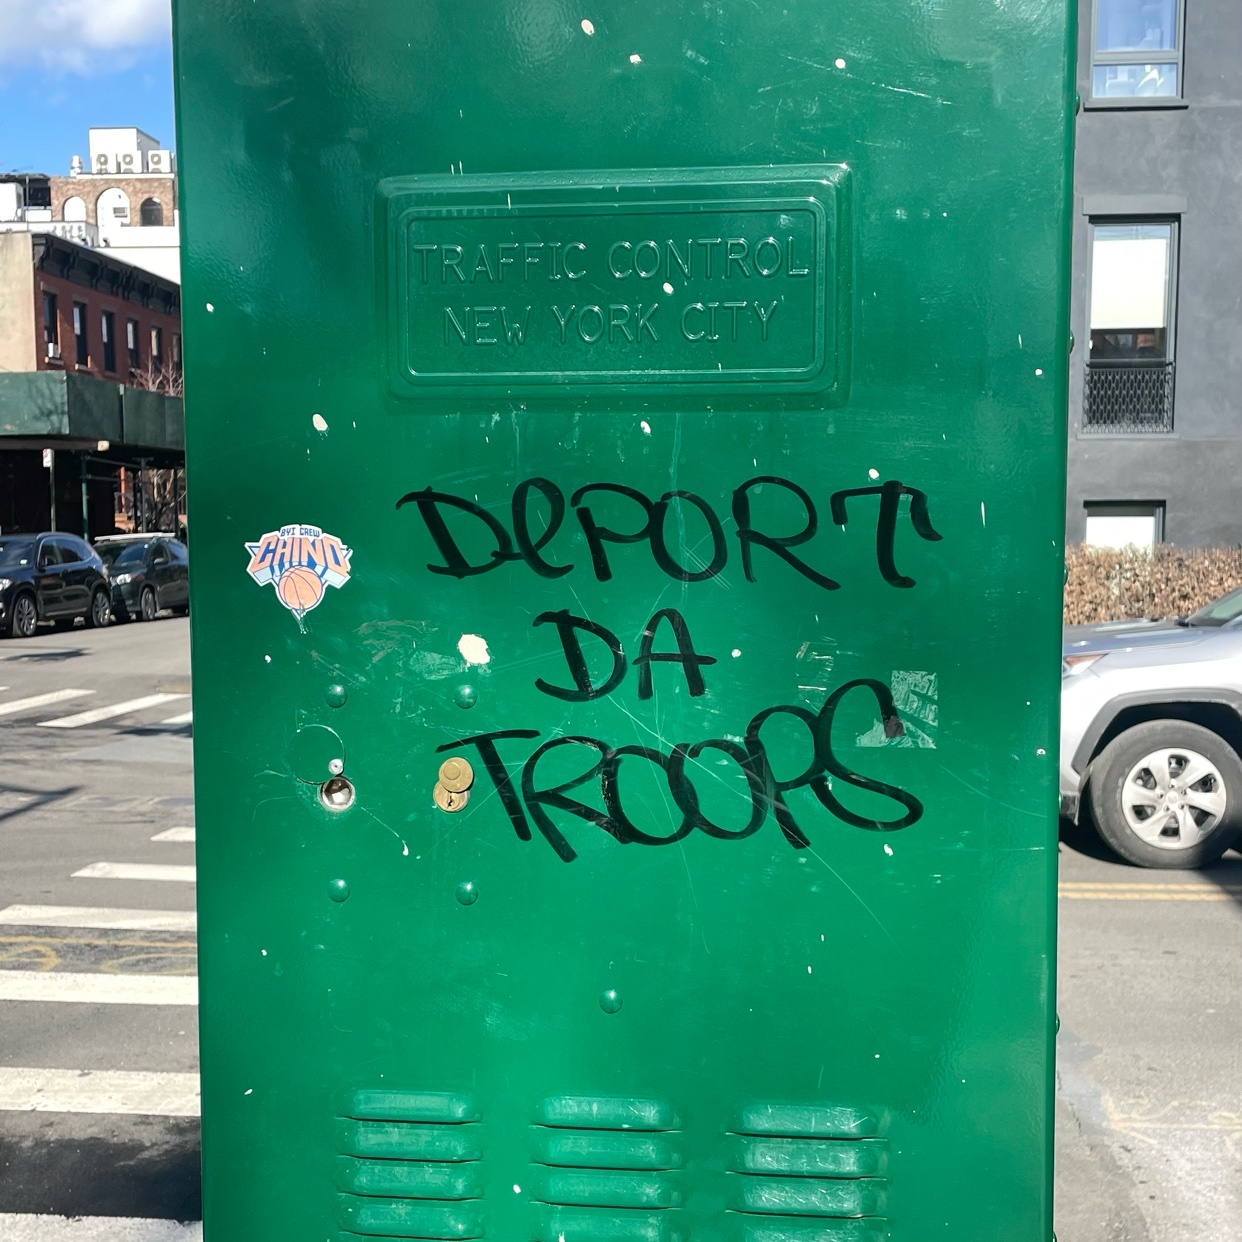 TRAFFIC CONTROL
NEW YORK CITY
DePORT
DA
TROOPS
BYI CREW
CHINO